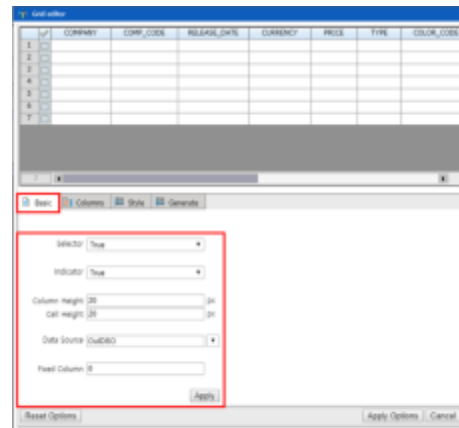 Grid editor
COMPANY COMP_CODE RELEASE_DATE CURRENCY PRICE TYPE COLOR_CODE
1
2
3
4
5
6
7
7
Basic Columns Style Generate
Selector True
Indicator True
Column Height 20 px
Cell Height 20 px
Data Source
Fixed Column 0
Apply
Reset Options Apply Options Cancel